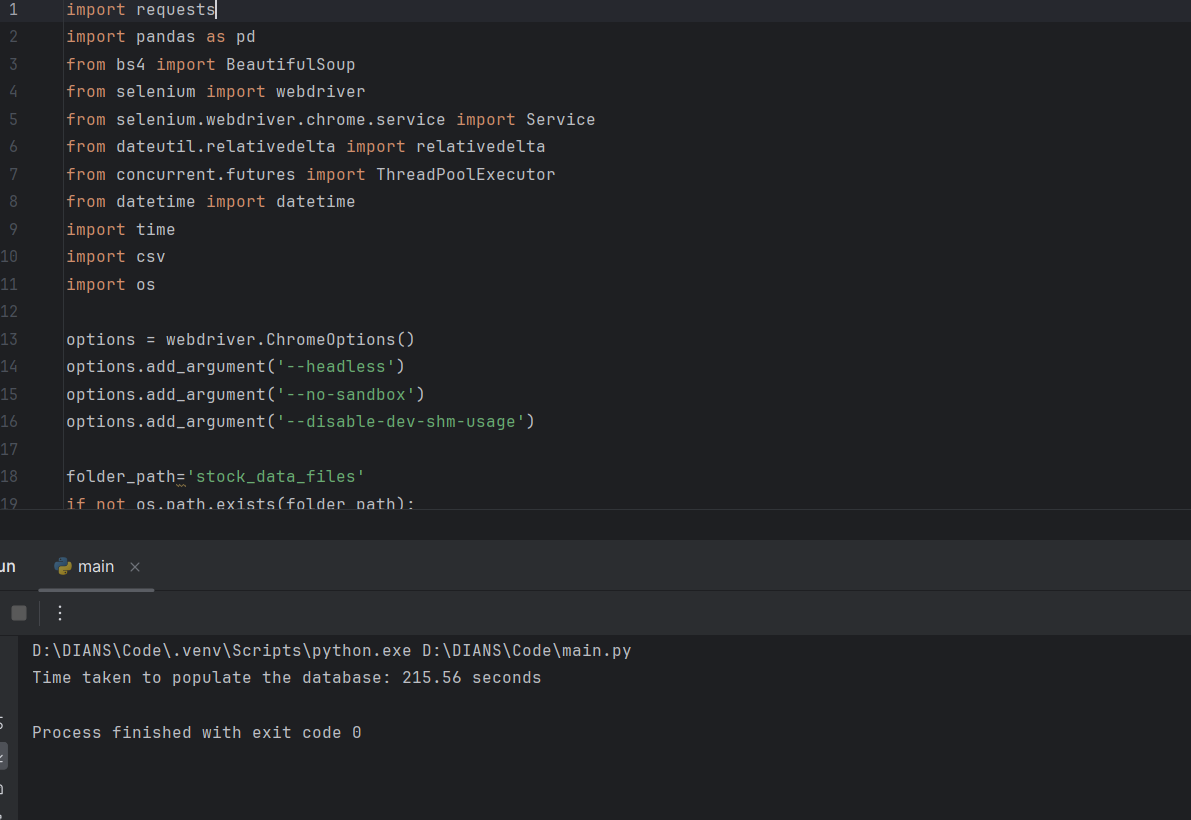 1 import requests
2 import pandas as pd
3 from bs4 import BeautifulSoup
4 from selenium import webdriver
5 from selenium.webdriver.chrome.service import Service
6 from dateutil.relativedelta import relativedelta
7 from concurrent.futures import ThreadPoolExecutor
8 from datetime import datetime
9 import time
10 import csv
11 import os
12
13 options = webdriver.ChromeOptions()
14 options.add_argument('--headless')
15 options.add_argument('--no-sandbox')
16 options.add_argument('--disable-dev-shm-usage')
17
18 folder_path='stock_data_files'
19 if not os.path.exists(folder_path):
un main
D:\DIANS\Code\.venv\Scripts\python.exe D:\DIANS\Code\main.py
Time taken to populate the database: 215.56 seconds
Process finished with exit code 0